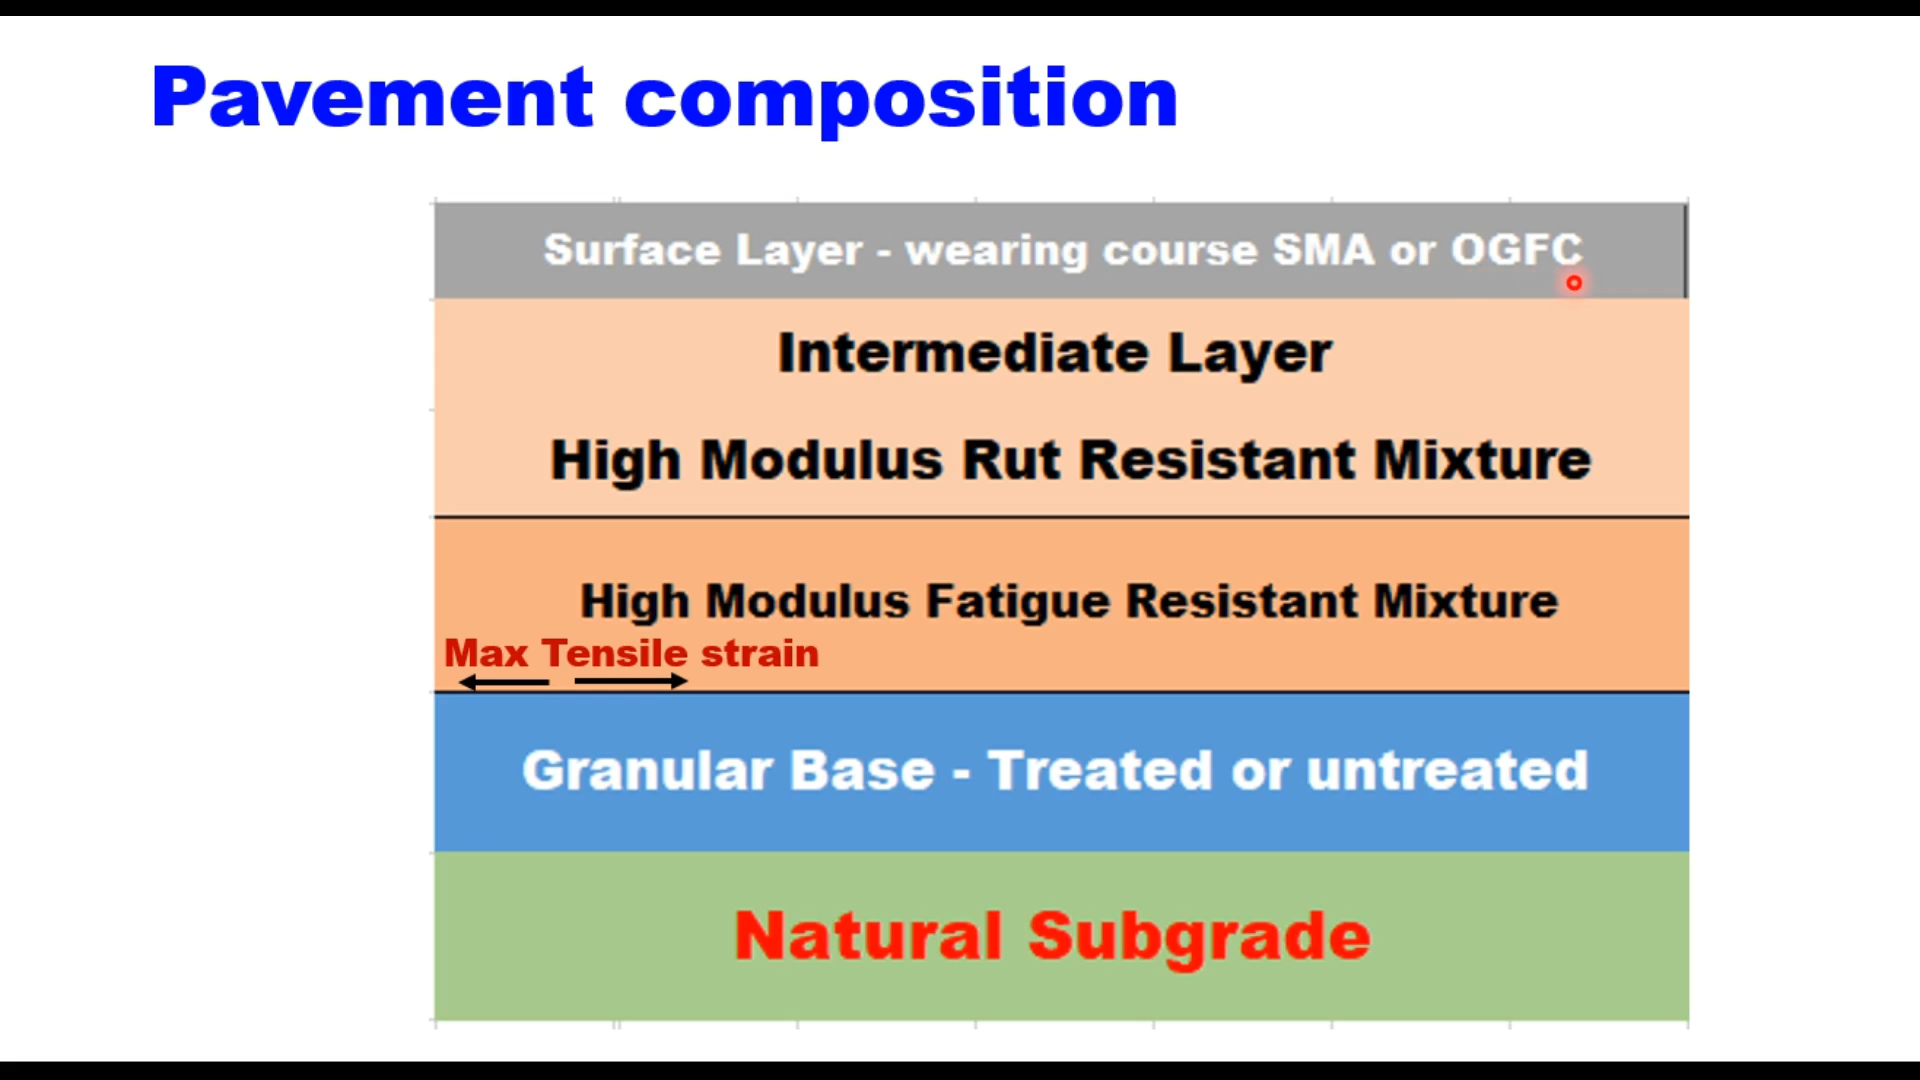 Pavement composition
Surface Layer - wearing course SMA or OGFC
Intermediate Layer
High Modulus Rut Resistant Mixture
High Modulus Fatigue Resistant Mixture
Max Tensile strain
Granular Base - Treated or untreated
Natural Subgrade